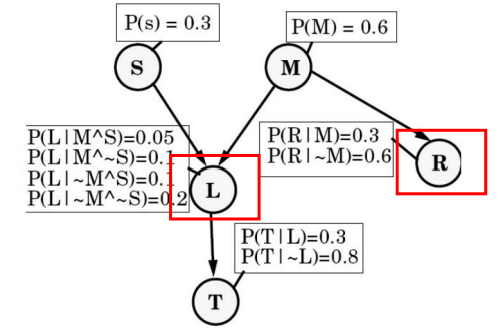 P(s) = 0.3
P(M) = 0.6
S
M
P(L|M^S)=0.05
P(L|M^~S)=0.1
P(L|~M^S)=0.1
P(L|~M^~S)=0.2
P(R|M)=0.3
P(R|~M)=0.6
R
L
P(T|L)=0.3
P(T|~L)=0.8
T